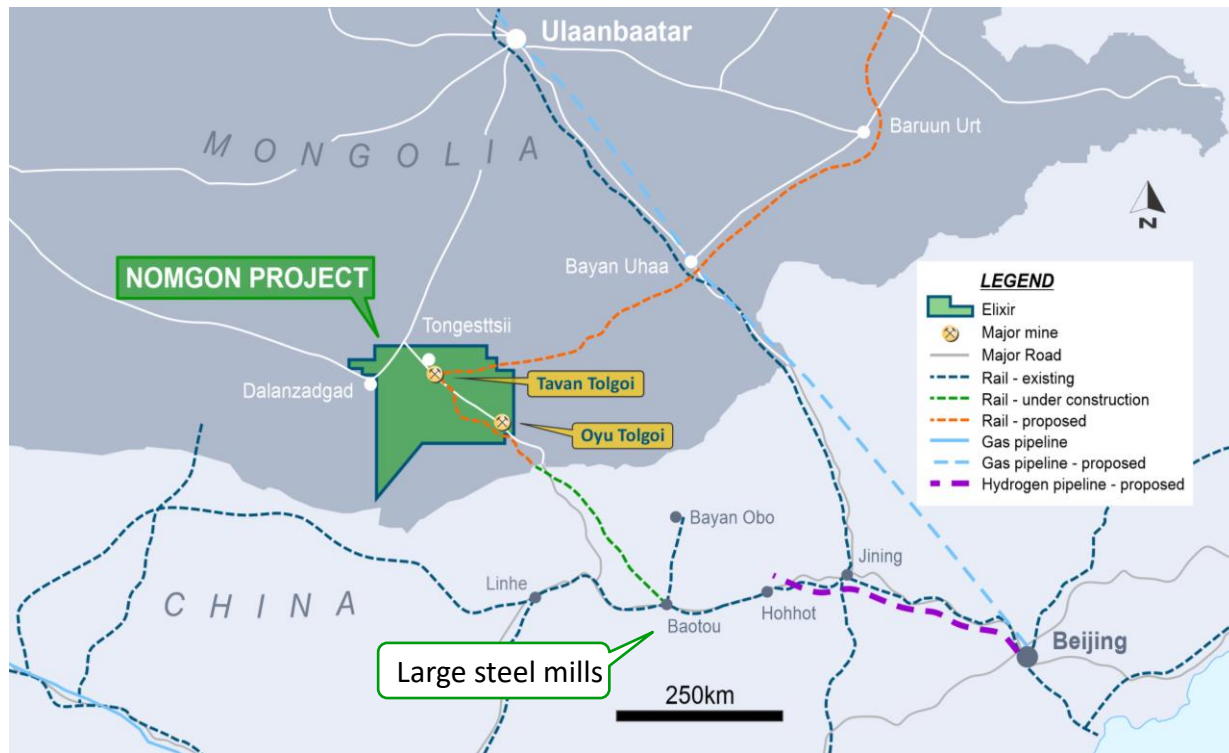 Ulaanbaatar
MONGOLIA
Baruun Urt
N
NOMGON PROJECT
Bayan Uhaa
Tongesttsii
Dalanzadgad
Tavan Tolgoi
Oyu Tolgoi
LEGEND
Elixir
Major mine
Major Road
Rail - existing
Rail - under construction
Rail - proposed
Gas pipeline
Gas pipeline - proposed
Hydrogen pipeline - proposed
Bayan Obo
Jining
Linhe
CHINA
Hohhot
Baotou
Beijing
Large steel mills
250km